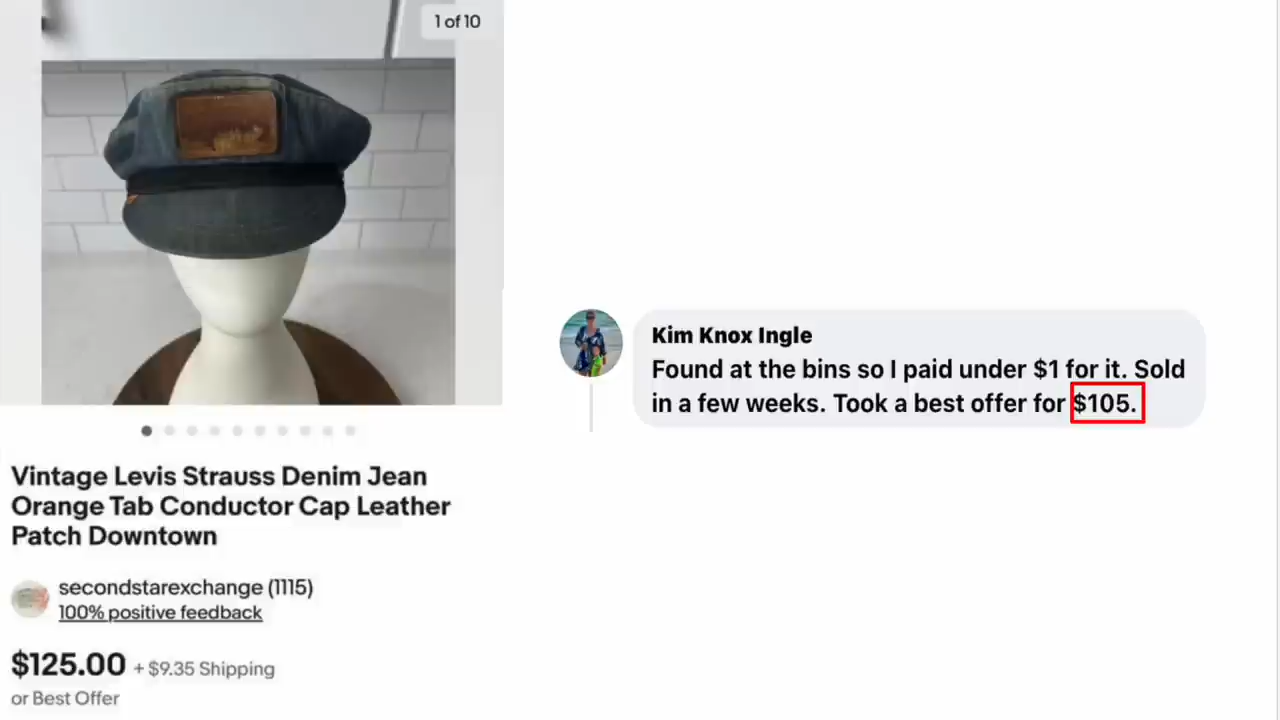 1 of 10
Vintage Levis Strauss Denim Jean
Orange Tab Conductor Cap Leather
Patch Downtown
secondstarexchange (1115)
100% positive feedback
$125.00 + $9.35 Shipping
or Best Offer
Kim Knox Ingle
Found at the bins so I paid under $1 for it. Sold
in a few weeks. Took a best offer for $105.